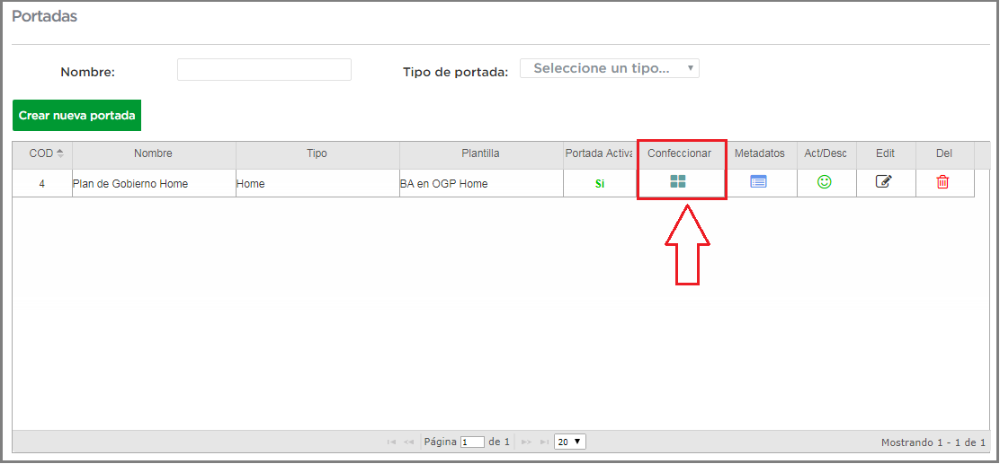 Portadas
Nombre: Tipo de portada: Seleccione un tipo...
Crear nueva portada
COD Nombre Tipo Plantilla Portada Activa Confeccionar Metadatos Act/Desc Edit Del
4 Plan de Gobierno Home Home BA en OGP Home Si
Página 1 de 1 20 Mostrando 1 - 1 de 1